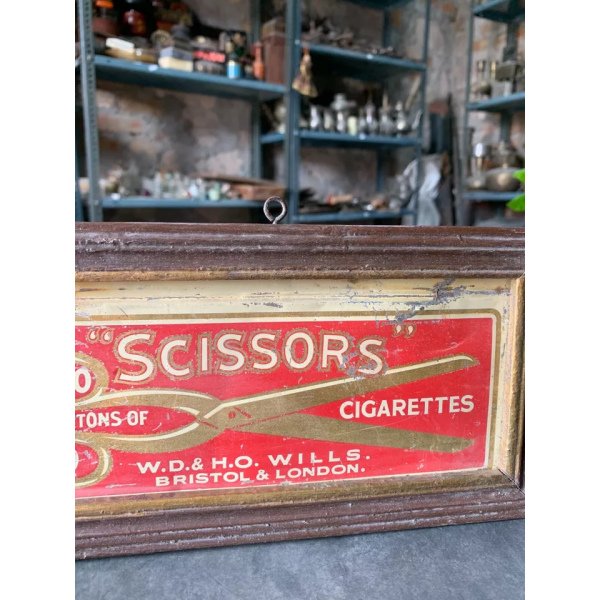 "SCISSORS"
O
TONS OF
CIGARETTES
W.D.& H.O. WILLS.
BRISTOL & LONDON.